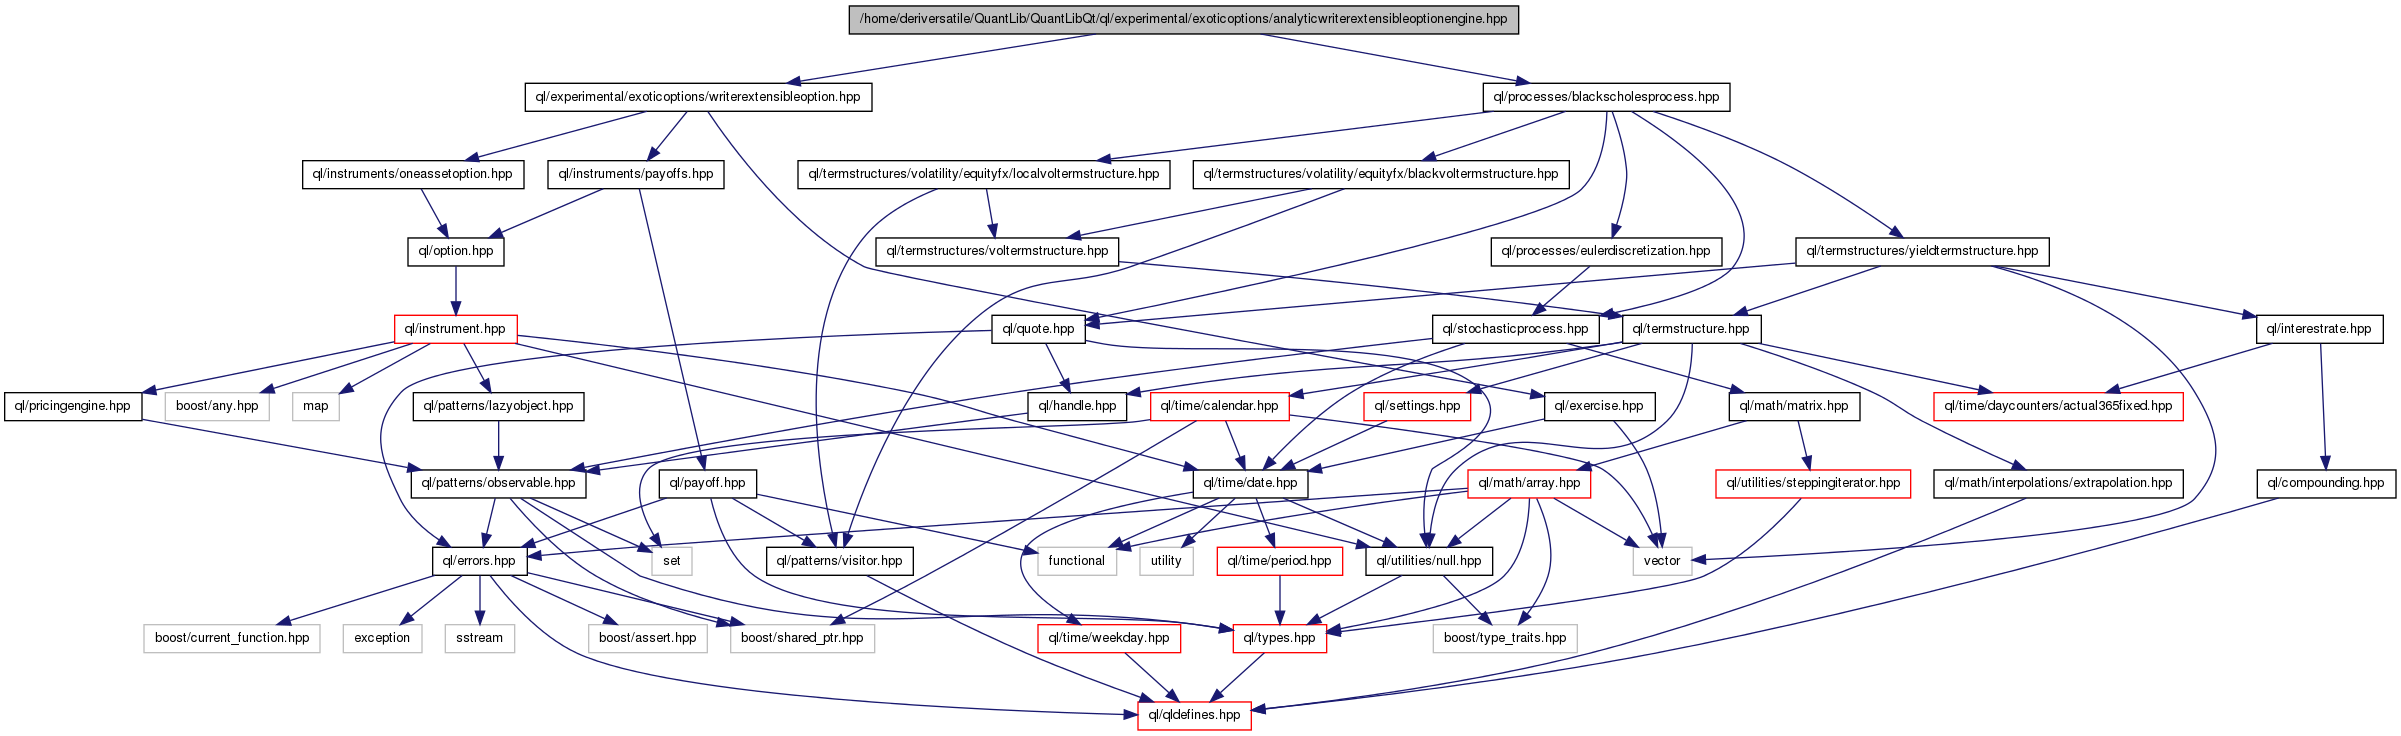 /home/deriversatile/QuantLib/QuantLibQt/ql/experimental/exoticoptions/analyticwriterextensibleoptionengine.hpp
ql/experimental/exoticoptions/writerextensibleoption.hpp
ql/processes/blackscholesprocess.hpp
ql/instruments/oneassetoption.hpp
ql/instruments/payoffs.hpp
ql/termstructures/volatility/equityfx/localvoltermstructure.hpp
ql/termstructures/volatility/equityfx/blackvoltermstructure.hpp
ql/option.hpp
ql/termstructures/voltermstructure.hpp
ql/processes/eulerdiscretization.hpp
ql/termstructures/yieldtermstructure.hpp
ql/instrument.hpp
ql/quote.hpp
ql/stochasticprocess.hpp
ql/termstructure.hpp
ql/interestrate.hpp
ql/pricingengine.hpp
boost/any.hpp
map
ql/patterns/lazyobject.hpp
ql/handle.hpp
ql/time/calendar.hpp
ql/settings.hpp
ql/exercise.hpp
ql/math/matrix.hpp
ql/time/daycounters/actual365fixed.hpp
ql/patterns/observable.hpp
ql/payoff.hpp
ql/time/date.hpp
ql/math/array.hpp
ql/utilities/steppingiterator.hpp
ql/math/interpolations/extrapolation.hpp
ql/compounding.hpp
ql/errors.hpp
set
ql/patterns/visitor.hpp
functional
utility
ql/time/period.hpp
ql/utilities/null.hpp
vector
boost/current_function.hpp
exception
sstream
boost/assert.hpp
boost/shared_ptr.hpp
ql/time/weekday.hpp
ql/types.hpp
boost/type_traits.hpp
ql/qldefines.hpp